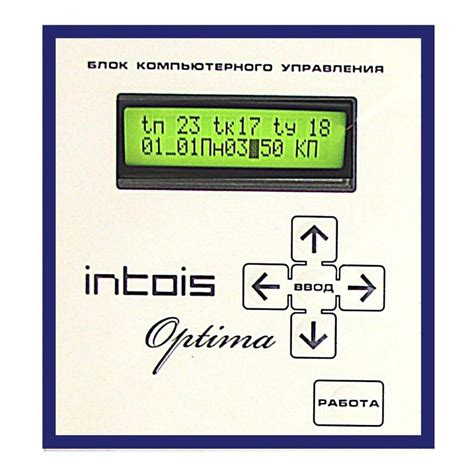 БЛОК КОМПЬЮТЕРНОГО УПРАВЛЕНИЯ
tп 23 tк17 tу 18
01_01Пн03█50 КП
intois
Optima
ВВОД
РАБОТА